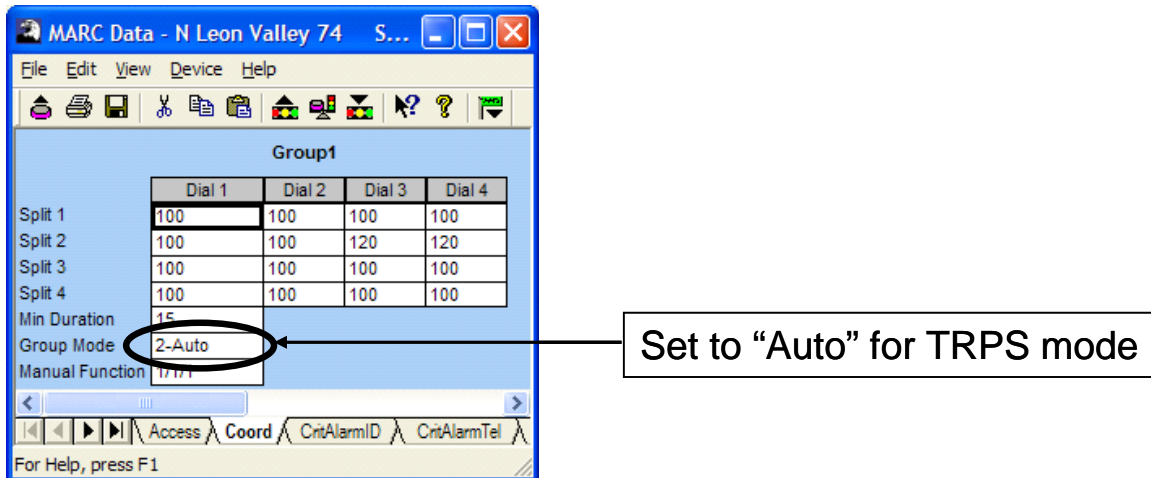 MARC Data - N Leon Valley 74 S...
File Edit View Device Help
Group1
Dial 1 Dial 2 Dial 3 Dial 4
Split 1 100 100 100 100
Split 2 100 100 120 120
Split 3 100 100 100 100
Split 4 100 100 100 100
Min Duration 15
Group Mode 2-Auto
Set to “Auto” for TRPS mode
Manual Function 1/1/1
Access Coord CritAlarmID CritAlarmTel
For Help, press F1